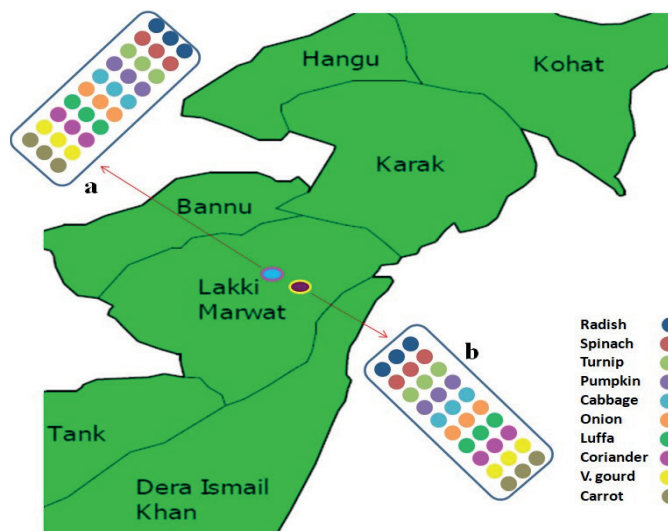 Hangu
Kohat
Karak
a
Bannu
Lakki
Marwat
b
Tank
Dera Ismail
Khan
Radish
Spinach
Turnip
Pumpkin
Cabbage
Onion
Luffa
Coriander
V. gourd
Carrot